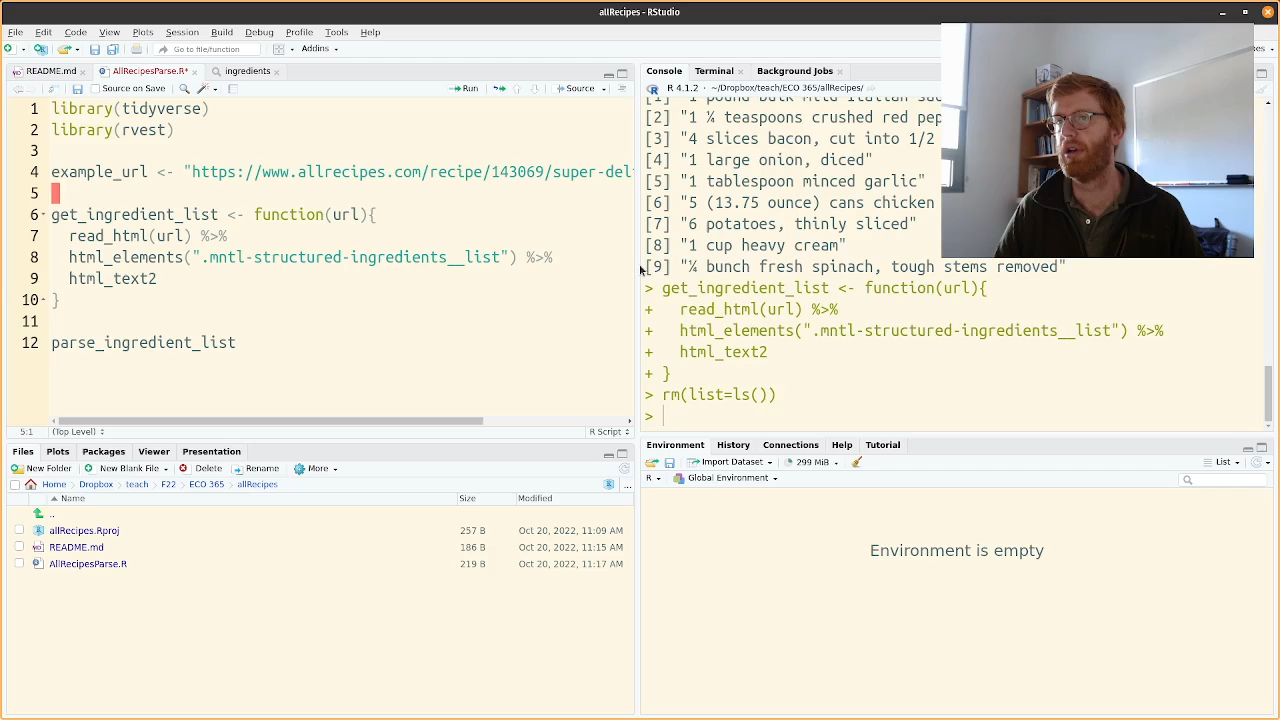 allRecipes - RStudio
File Edit Code View Plots Session Build Debug Profile Tools Help
Go to file/function Addins
README.md AllRecipesParse.R* ingredients
Source on Save Run Source
1 library(tidyverse)
2 library(rvest)
3
4 example_url <- "https://www.allrecipes.com/recipe/143069/super-del
5
6 get_ingredient_list <- function(url){
7 read_html(url) %>%
8 html_elements(".mntl-structured-ingredients__list") %>%
9 html_text2
10 }
11
12 parse_ingredient_list
5:1 (Top Level) R Script
Files Plots Packages Viewer Presentation
New Folder New Blank File Delete Rename More
Home Dropbox teach F22 ECO 365 allRecipes ...
Name Size Modified
..
allRecipes.Rproj 257 B Oct 20, 2022, 11:09 AM
README.md 186 B Oct 20, 2022, 11:15 AM
AllRecipesParse.R 219 B Oct 20, 2022, 11:17 AM
Console Terminal Background Jobs
R 4.1.2 · ~/Dropbox/teach/ECO 365/allRecipes/
[1] "1 pound bulk mild Italian
[2] "1 ¼ teaspoons crushed red pep
[3] "4 slices bacon, cut into 1/2
[4] "1 large onion, diced"
[5] "1 tablespoon minced garlic"
[6] "5 (13.75 ounce) cans chicken
[7] "6 potatoes, thinly sliced"
[8] "1 cup heavy cream"
[9] "¼ bunch fresh spinach, tough stems removed"
> get_ingredient_list <- function(url){
+ read_html(url) %>%
+ html_elements(".mntl-structured-ingredients__list") %>%
+ html_text2
+ }
> rm(list=ls())
>
Environment History Connections Help Tutorial
Import Dataset 299 MiB List
R Global Environment
Environment is empty